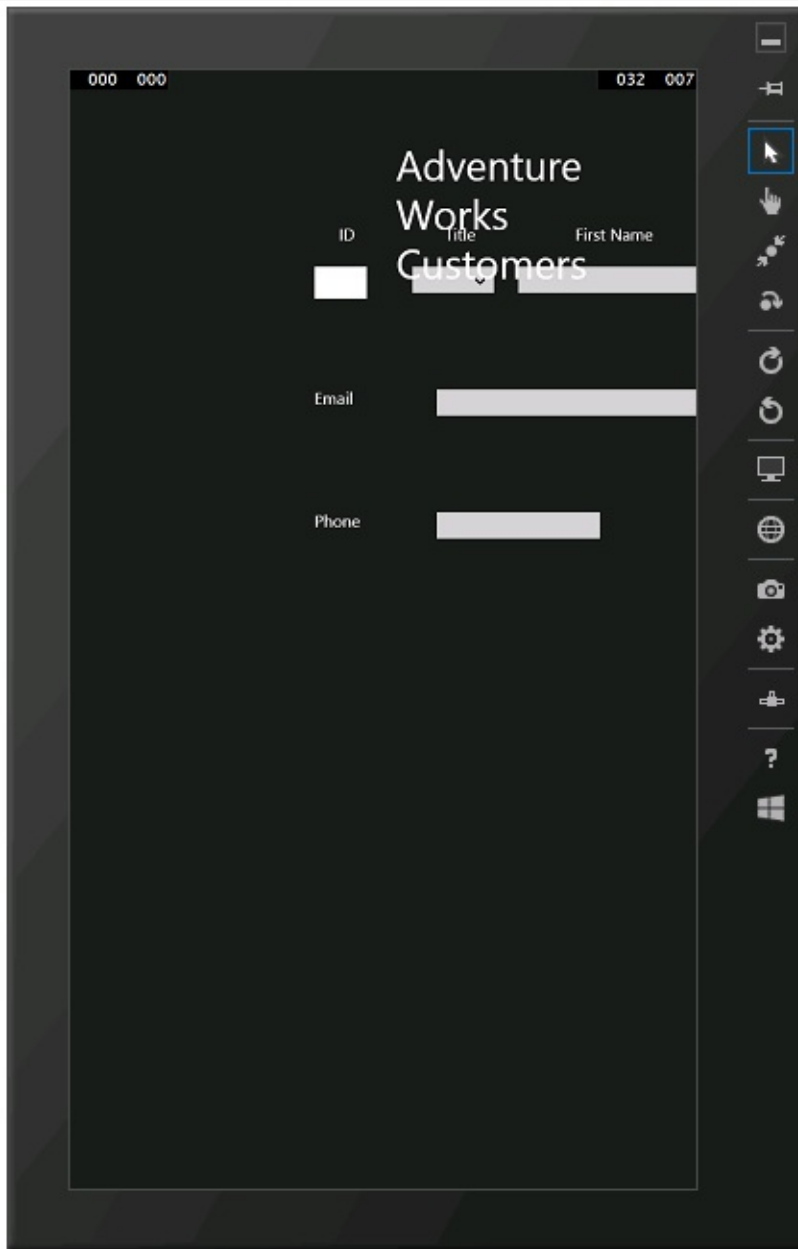 000 000 032 007
Adventure
Works
ID Title First Name
Customers
Email
Phone
?